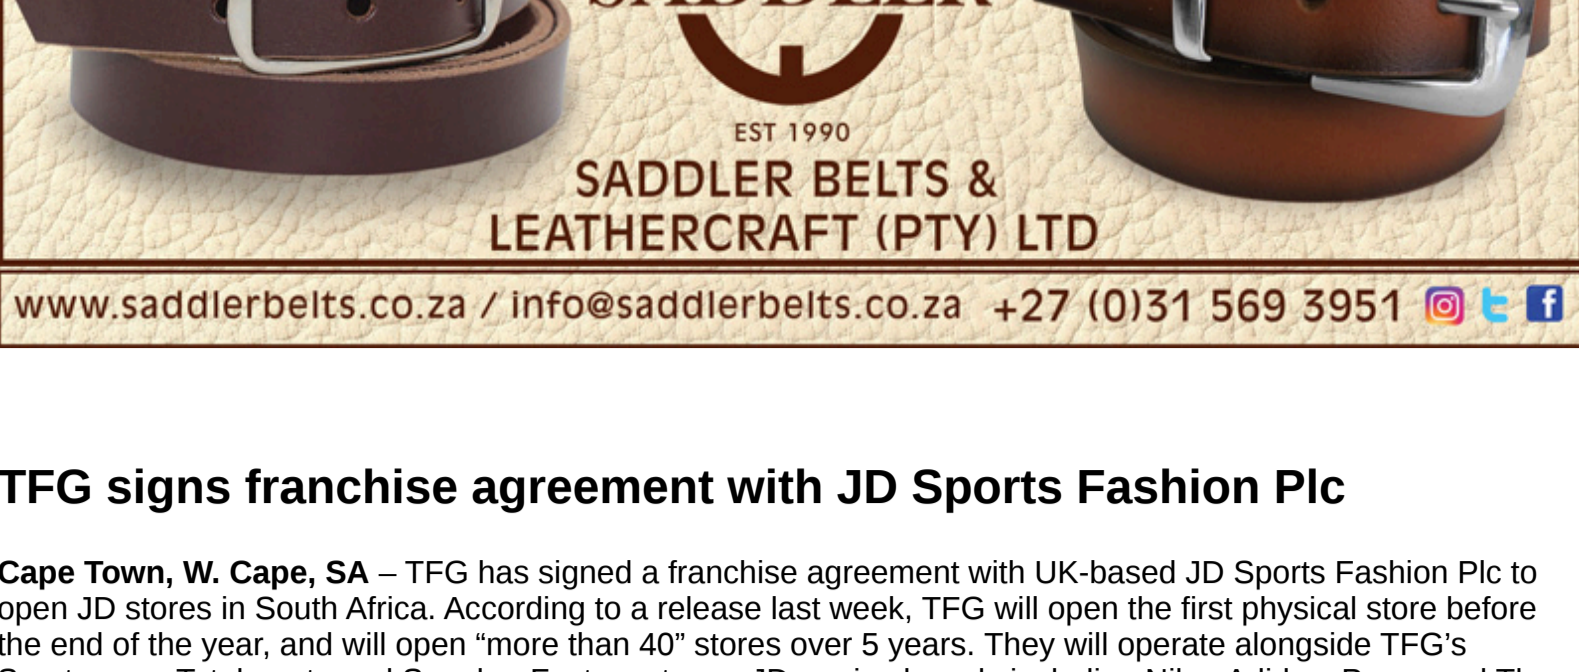 SADDLER
EST 1990
SADDLER BELTS &
LEATHERCRAFT (PTY) LTD
www.saddlerbelts.co.za / info@saddlerbelts.co.za +27 (0)31 569 3951
TFG signs franchise agreement with JD Sports Fashion Plc
Cape Town, W. Cape, SA – TFG has signed a franchise agreement with UK-based JD Sports Fashion Plc to
open JD stores in South Africa. According to a release last week, TFG will open the first physical store before
the end of the year, and will open “more than 40” stores over 5 years. They will operate alongside TFG’s